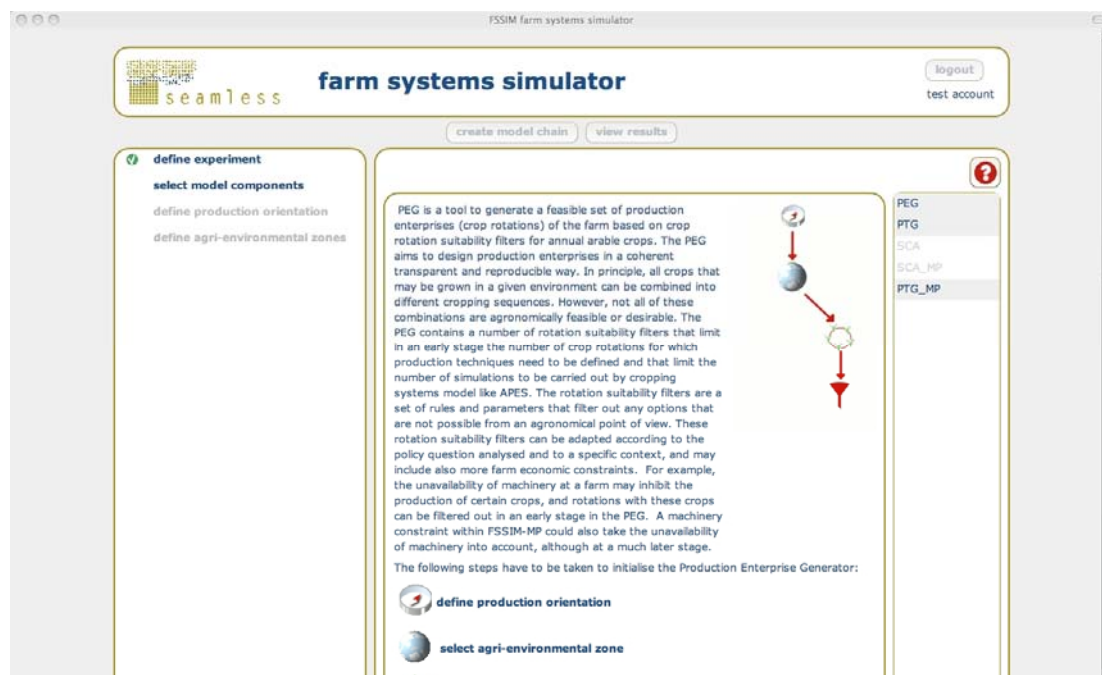 FSSIM farm systems simulator
seamless
farm systems simulator
logout
test account
create model chain
view results
define experiment
select model components
define production orientation
define agri-environmental zones
PEG is a tool to generate a feasible set of production
enterprises (crop rotations) of the farm based on crop
rotation suitability filters for annual arable crops. The PEG
aims to design production enterprises in a coherent
transparent and reproducible way. In principle, all crops that
may be grown in a given environment can be combined into
different cropping sequences. However, not all of these
combinations are agronomically feasible or desirable. The
PEG contains a number of rotation suitability filters that limit
in an early stage the number of crop rotations for which
production techniques need to be defined and that limit the
number of simulations to be carried out by cropping
systems model like APES. The rotation suitability filters are a
set of rules and parameters that filter out any options that
are not possible from an agronomical point of view. These
rotation suitability filters can be adapted according to the
policy question analysed and to a specific context, and may
include also more farm economic constraints. For example,
the unavailability of machinery at a farm may inhibit the
production of certain crops, and rotations with these crops
can be filtered out in an early stage in the PEG. A machinery
constraint within FSSIM-MP could also take the unavailability
of machinery into account, although at a much later stage.
The following steps have to be taken to initialise the Production Enterprise Generator:
define production orientation
select agri-environmental zone
?
PEG
PTG
SCA
SCA_MP
PTG_MP